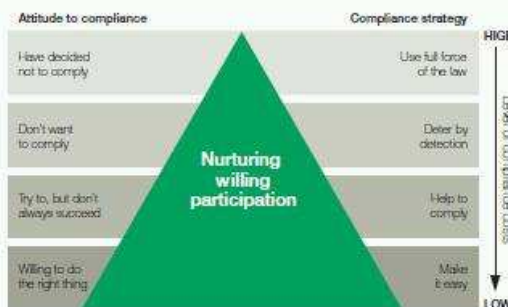 Attitude to compliance
Compliance strategy
HIGH
Have decided
not to comply
Use full force
of the law
Don't want
to comply
Deter by
detection
Nurturing
willing
participation
Try to, but don't
always succeed
Help to
comply
Willing to do
the right thing
Make
it easy
LOW